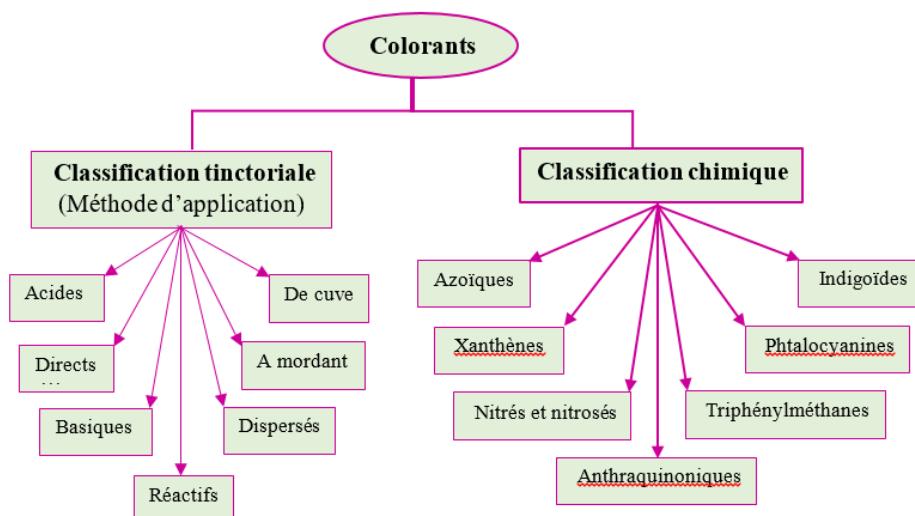 Colorants
Classification tinctoriale
(Méthode d’application)
Classification chimique
Acides
De cuve
Directs
…
A mordant
Basiques
Dispersés
Réactifs
Azoïques
Indigoïdes
Xanthènes
Phtalocyanines
Nitrés et nitrosés
Triphénylméthanes
Anthraquinoniques